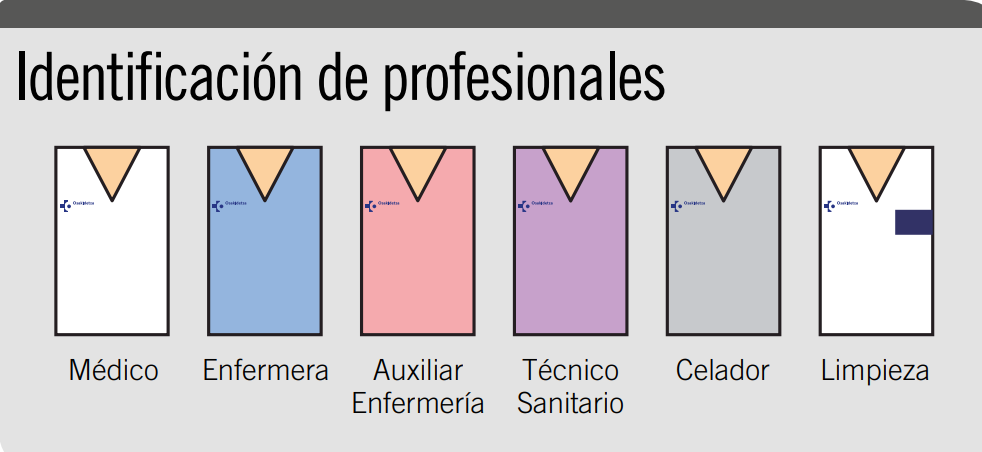 Identificación de profesionales
Osakidetza Osakidetza Osakidetza Osakidetza Osakidetza Osakidetza
Médico Enfermera Auxiliar Técnico Celador Limpieza
Enfermería Sanitario